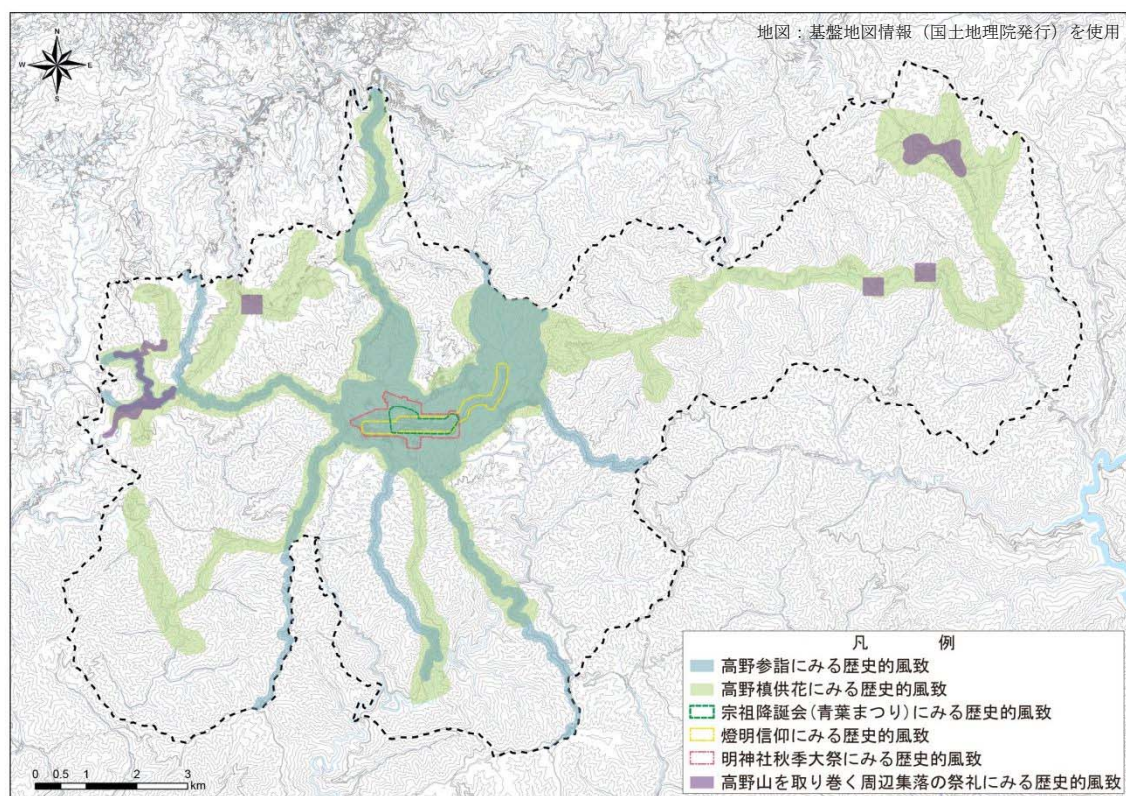 地図：基盤地図情報（国土地理院発行）を使用
N
W
E
S
凡 例
高野参詣にみる歴史的風致
高野槙供花にみる歴史的風致
宗祖降誕会(青葉まつり)にみる歴史的風致
燈明信仰にみる歴史的風致
明神社秋季大祭にみる歴史的風致
高野山を取り巻く周辺集落の祭礼にみる歴史的風致
0 0.5 1 2 3
km